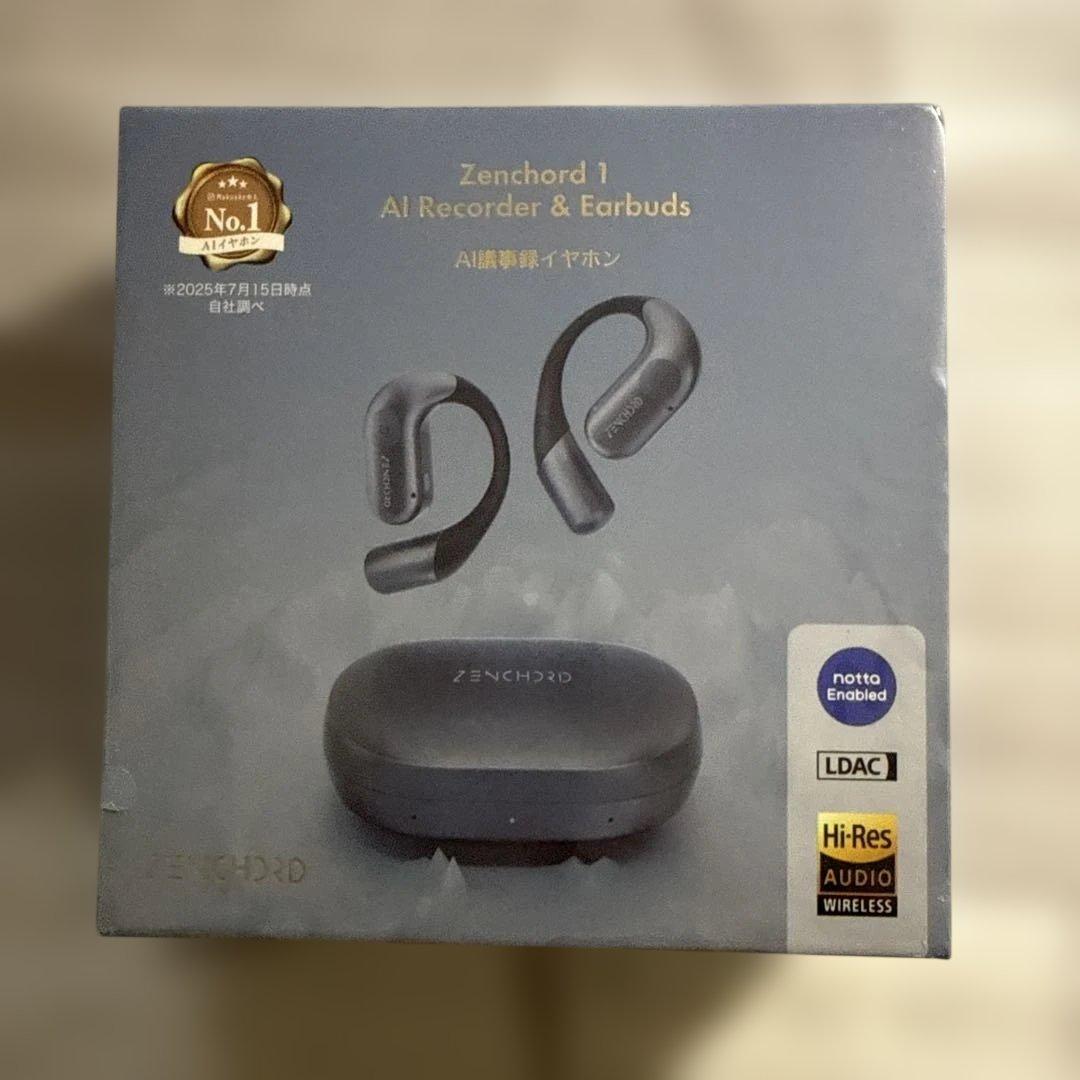 Makuake
No.1
AIイヤホン
※2025年7月15日時点
自社調べ
Zenchord 1
AI Recorder & Earbuds
AI議事録イヤホン
ZENCHORD
ZENCHORD
ZENCHORD
notta
Enabled
LDAC
Hi-Res
AUDIO
WIRELESS
ZENCHORD